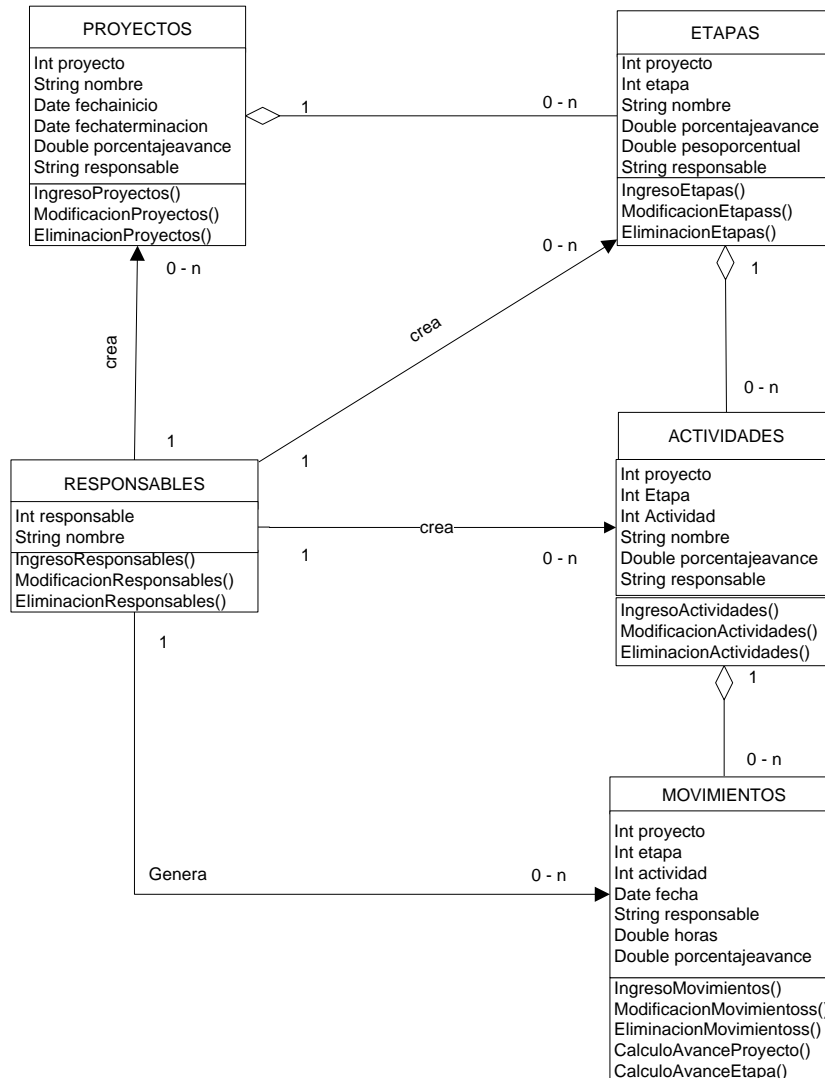 PROYECTOS
Int proyecto
String nombre
Date fechainicio
Date fechaterminacion
Double porcentajeavance
String responsable
IngresoProyectos()
ModificacionProyectos()
EliminacionProyectos()
1
0 - n
ETAPAS
Int proyecto
Int etapa
String nombre
Double porcentajeavance
Double pesoporcentual
String responsable
IngresoEtapas()
ModificacionEtapass()
EliminacionEtapas()
0 - n
0 - n
1
crea
crea
1
1
0 - n
RESPONSABLES
Int responsable
String nombre
IngresoResponsables()
ModificacionResponsables()
EliminacionResponsables()
crea
1
0 - n
ACTIVIDADES
Int proyecto
Int Etapa
Int Actividad
String nombre
Double porcentajeavance
String responsable
IngresoActividades()
ModificacionActividades()
EliminacionActividades()
1
1
0 - n
Genera
0 - n
MOVIMIENTOS
Int proyecto
Int etapa
Int actividad
Date fecha
String responsable
Double horas
Double porcentajeavance
IngresoMovimientos()
ModificacionMovimientoss()
EliminacionMovimientoss()
CalculoAvanceProyecto()
CalculoAvanceEtapa()